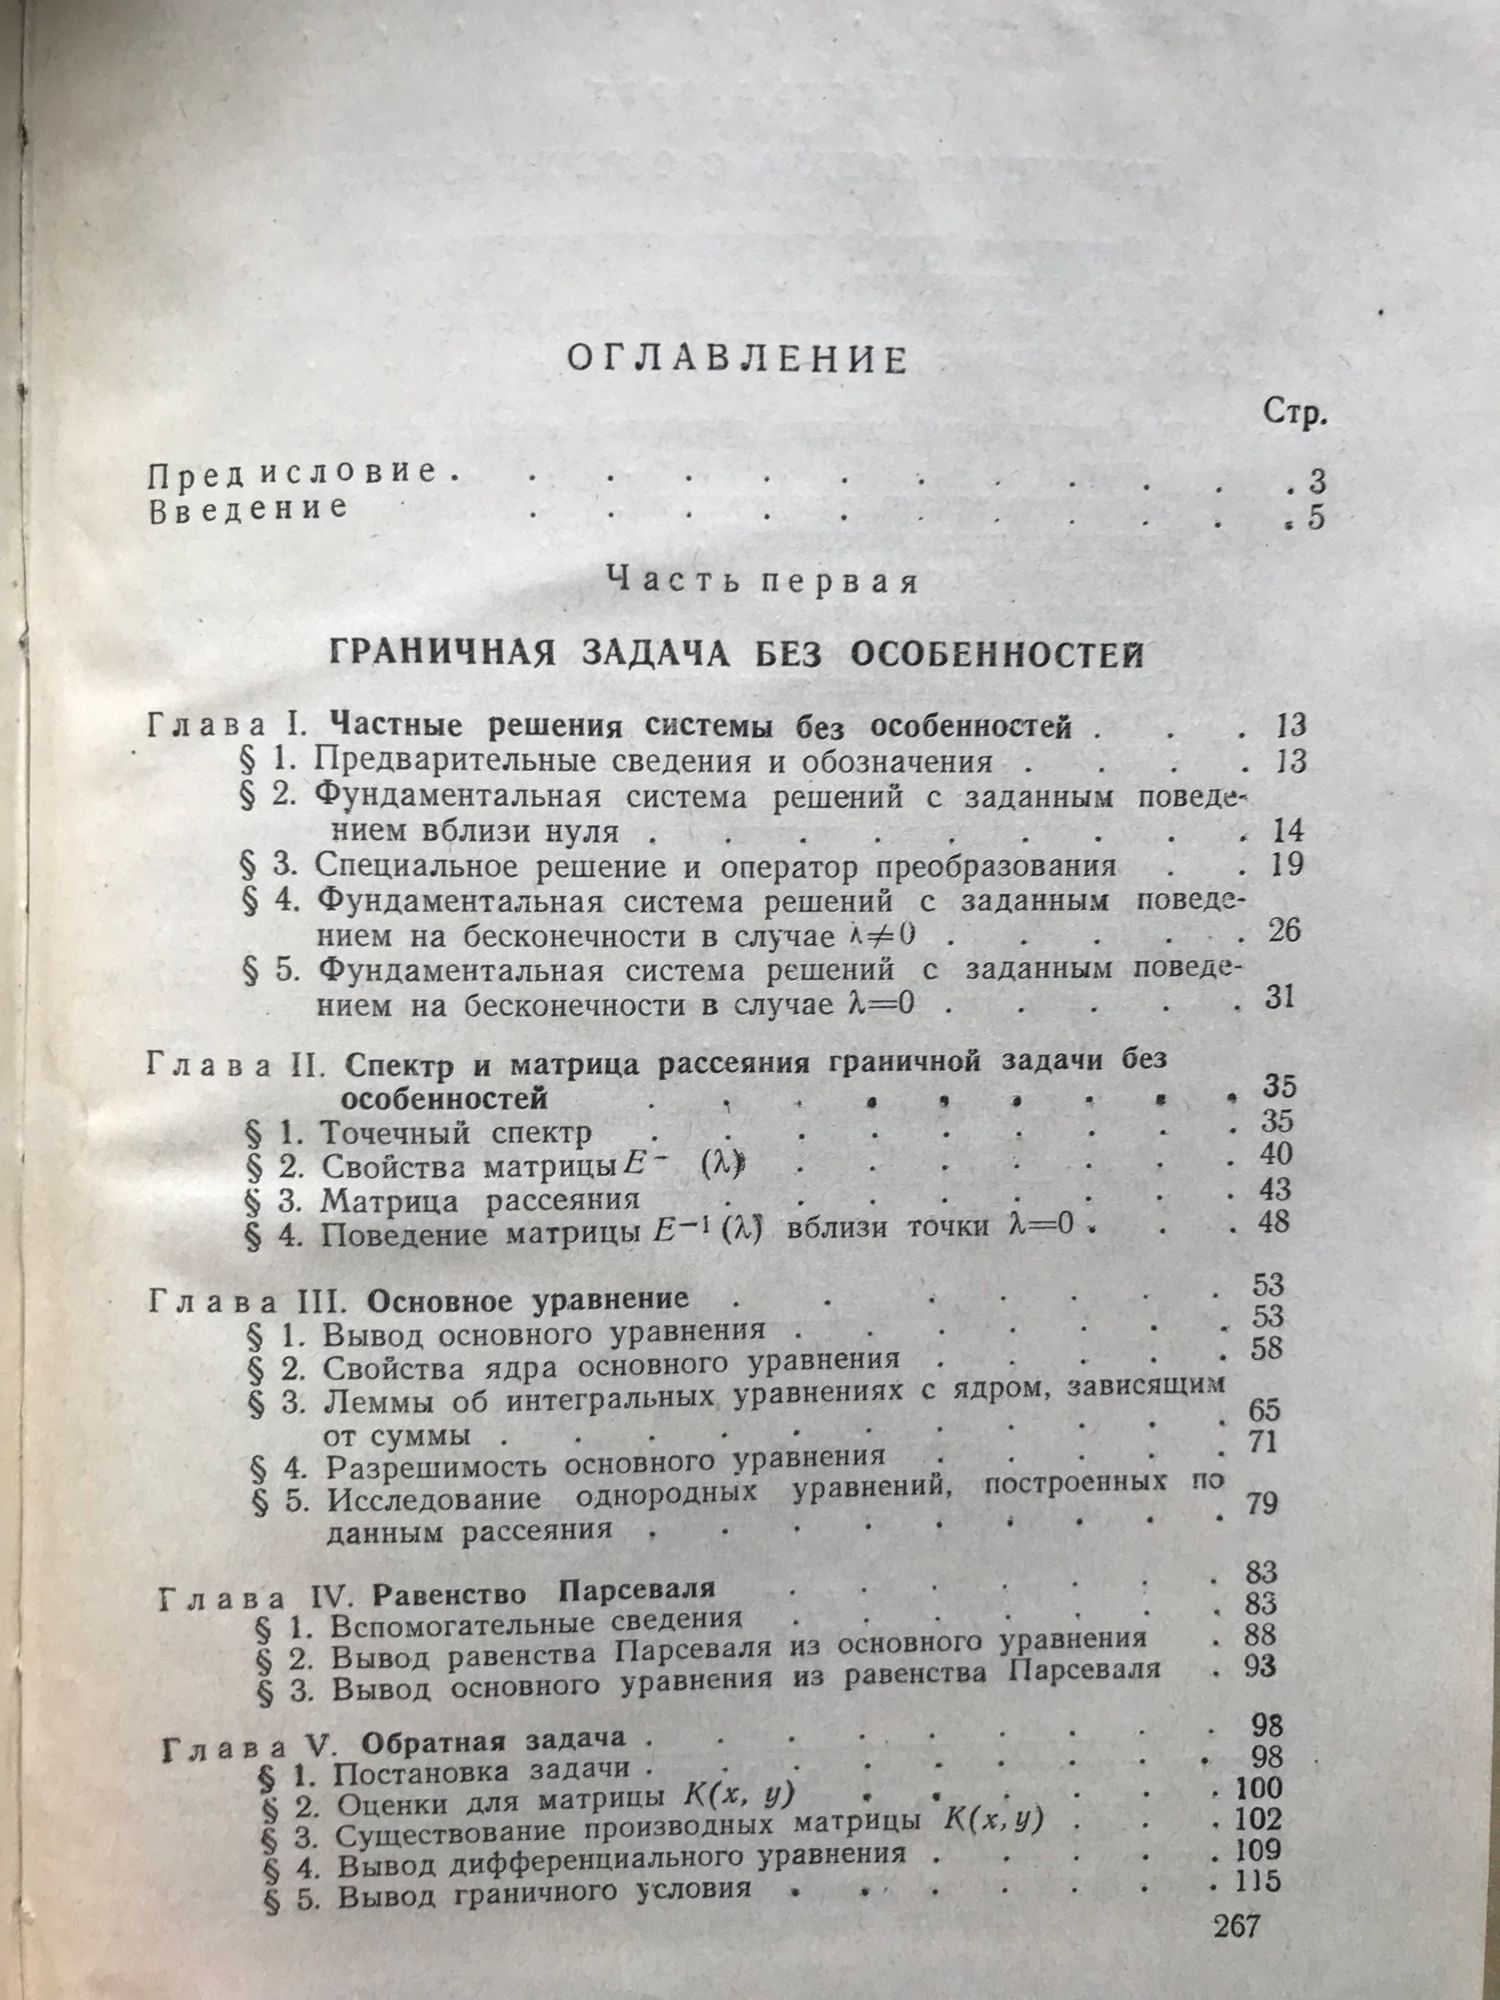 ОГЛАВЛЕНИЕ
Стр.
Предисловие . . . . . . . . . . . 3
Введение . . . . . . . . . . . 5
Часть первая
ГРАНИЧНАЯ ЗАДАЧА БЕЗ ОСОБЕННОСТЕЙ
Глава I. Частные решения системы без особенностей . . . 13
§ 1. Предварительные сведения и обозначения . . . . 13
§ 2. Фундаментальная система решений с заданным поведе-
нием вблизи нуля . . . . . . . . . 14
§ 3. Специальное решение и оператор преобразования . . 19
§ 4. Фундаментальная система решений с заданным поведе-
нием на бесконечности в случае λ≠0 . . . . . 26
§ 5. Фундаментальная система решений с заданным поведе-
нием на бесконечности в случае λ=0 . . . . . 31
Глава II. Спектр и матрица рассеяния граничной задачи без
особенностей . . . . . . . . . 35
§ 1. Точечный спектр . . . . . . . . . 35
§ 2. Свойства матрицы E⁻ (λ) . . . . . . . 40
§ 3. Матрица рассеяния . . . . . . . . 43
§ 4. Поведение матрицы E⁻¹ (λ) вблизи точки λ=0 . . . 48
Глава III. Основное уравнение . . . . . . . 53
§ 1. Вывод основного уравнения . . . . . . . 53
§ 2. Свойства ядра основного уравнения . . . . . 58
§ 3. Леммы об интегральных уравнениях с ядром, зависящим
от суммы . . . . . . . . . . . 65
§ 4. Разрешимость основного уравнения . . . . . 71
§ 5. Исследование однородных уравнений, построенных по
данным рассеяния . . . . . . . . . 79
Глава IV. Равенство Парсеваля . . . . . . . 83
§ 1. Вспомогательные сведения . . . . . . . 83
§ 2. Вывод равенства Парсеваля из основного уравнения . 88
§ 3. Вывод основного уравнения из равенства Парсеваля . 93
Глава V. Обратная задача . . . . . . . . . 98
§ 1. Постановка задачи . . . . . . . . . 98
§ 2. Оценки для матрицы K(x, y) . . . . . . 100
§ 3. Существование производных матрицы K(x, y) . . . 102
§ 4. Вывод дифференциального уравнения . . . . . 109
§ 5. Вывод граничного условия . . . . . . . 115
267